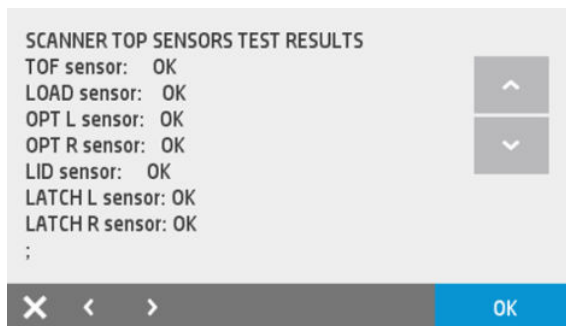 SCANNER TOP SENSORS TEST RESULTS
TOF sensor: OK
LOAD sensor: OK
OPT L sensor: OK
OPT R sensor: OK
LID sensor: OK
LATCH L sensor: OK
LATCH R sensor: OK
;
OK